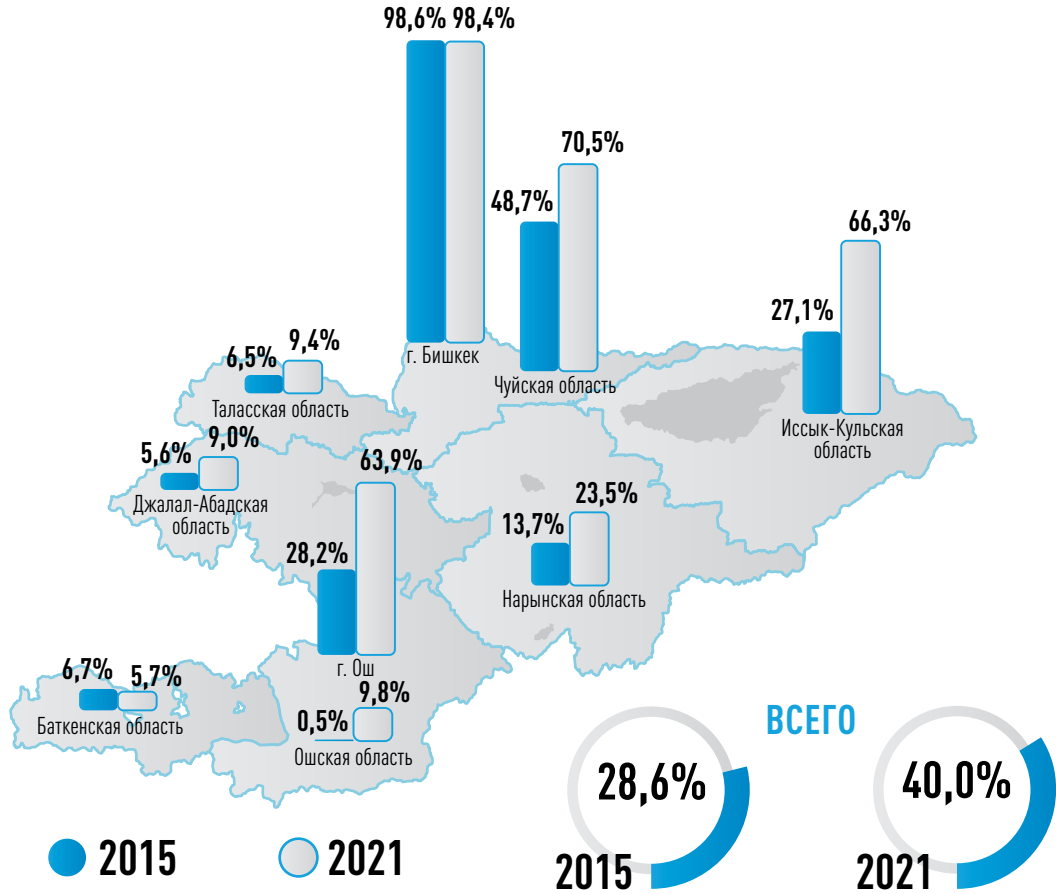 98,6% 98,4%
г. Бишкек
70,5%
48,7%
Чуйская область
66,3%
27,1%
Иссык-Кульская
область
6,5% 9,4%
Таласская область
5,6% 9,0%
Джалал-Абадская
область
63,9%
28,2%
г. Ош
13,7% 23,5%
Нарынская область
6,7% 5,7%
Баткенская область
0,5% 9,8%
Ошская область
ВСЕГО
28,6%
2015
40,0%
2021
2015
2021